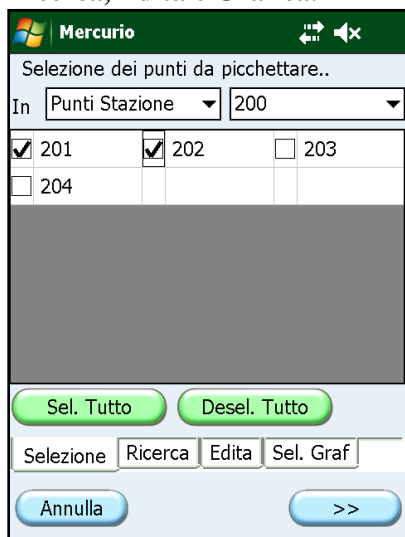 Mercurio
Selezione dei punti da picchettare..
In Punti Stazione 200
201 202 203
204
Sel. Tutto Desel. Tutto
Selezione Ricerca Edita Sel. Graf
Annulla >>